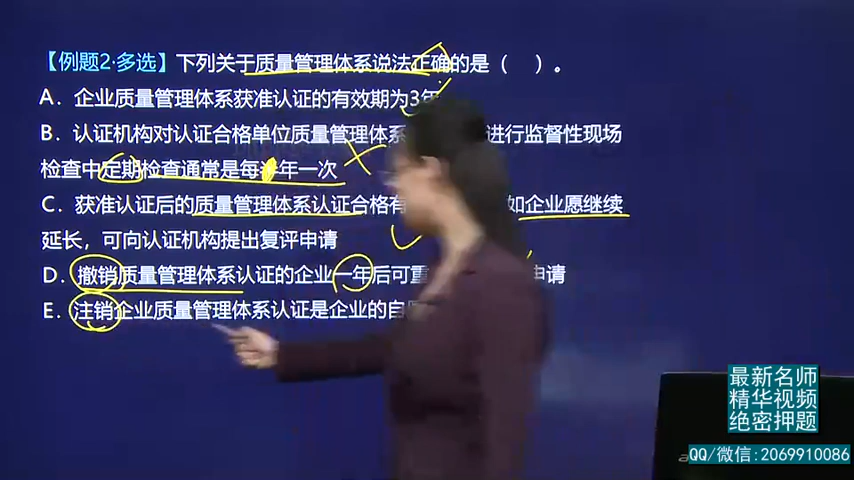 【例题2·多选】下列关于质量管理体系说法正确的是（ ）。
A．企业质量管理体系获准认证的有效期为3年
B．认证机构对认证合格单位质量管理体系 进行监督性现场
检查中定期检查通常是每半年一次
C．获准认证后的质量管理体系认证合格有 如企业愿继续
延长，可向认证机构提出复评申请
D．撤销质量管理体系认证的企业一年后可重 申请
E．注销企业质量管理体系认证是企业的自
最新名师
精华视频
绝密押题
QQ/微信:2069910086